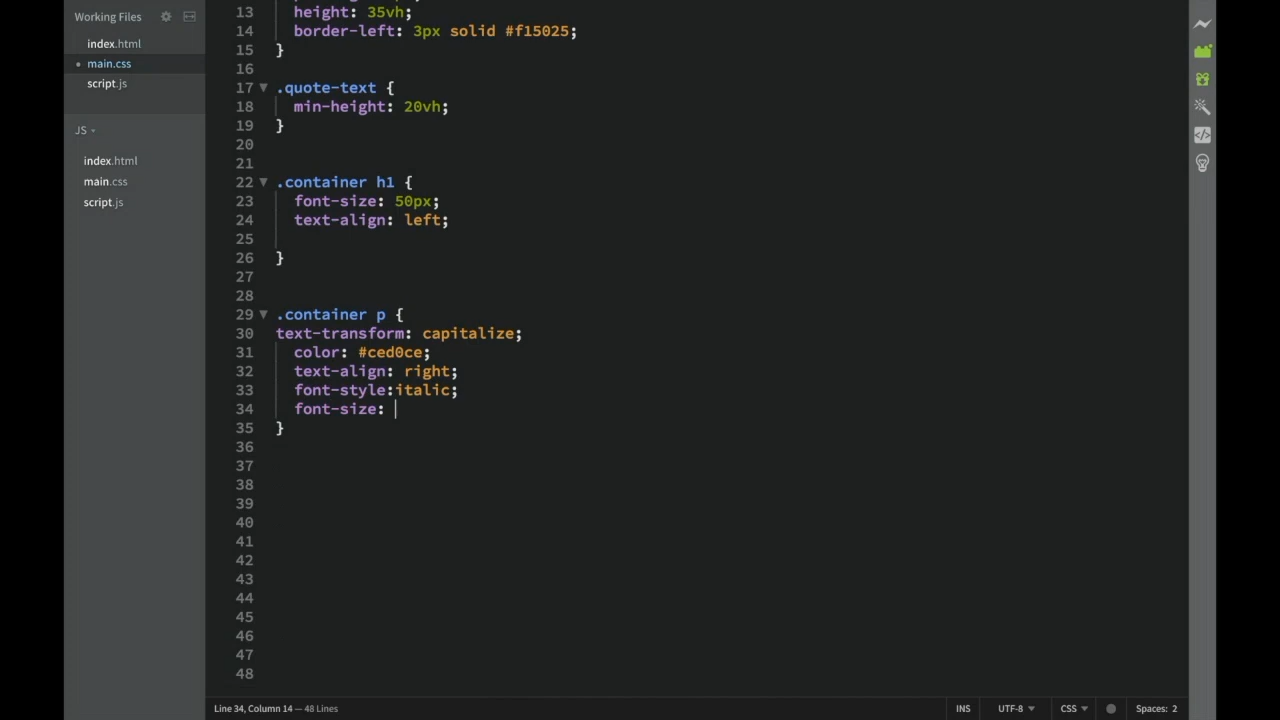 Working Files
index.html
main.css
script.js
JS
index.html
main.css
script.js
13 height: 35vh;
14 border-left: 3px solid #f15025;
15 }
16
17 .quote-text {
18 min-height: 20vh;
19 }
20
21
22 .container h1 {
23 font-size: 50px;
24 text-align: left;
25
26 }
27
28
29 .container p {
30 text-transform: capitalize;
31 color: #ced0ce;
32 text-align: right;
33 font-style:italic;
34 font-size:
35 }
36
37
38
39
40
41
42
43
44
45
46
47
48
Line 34, Column 14 — 48 Lines
INS UTF-8 CSS Spaces: 2